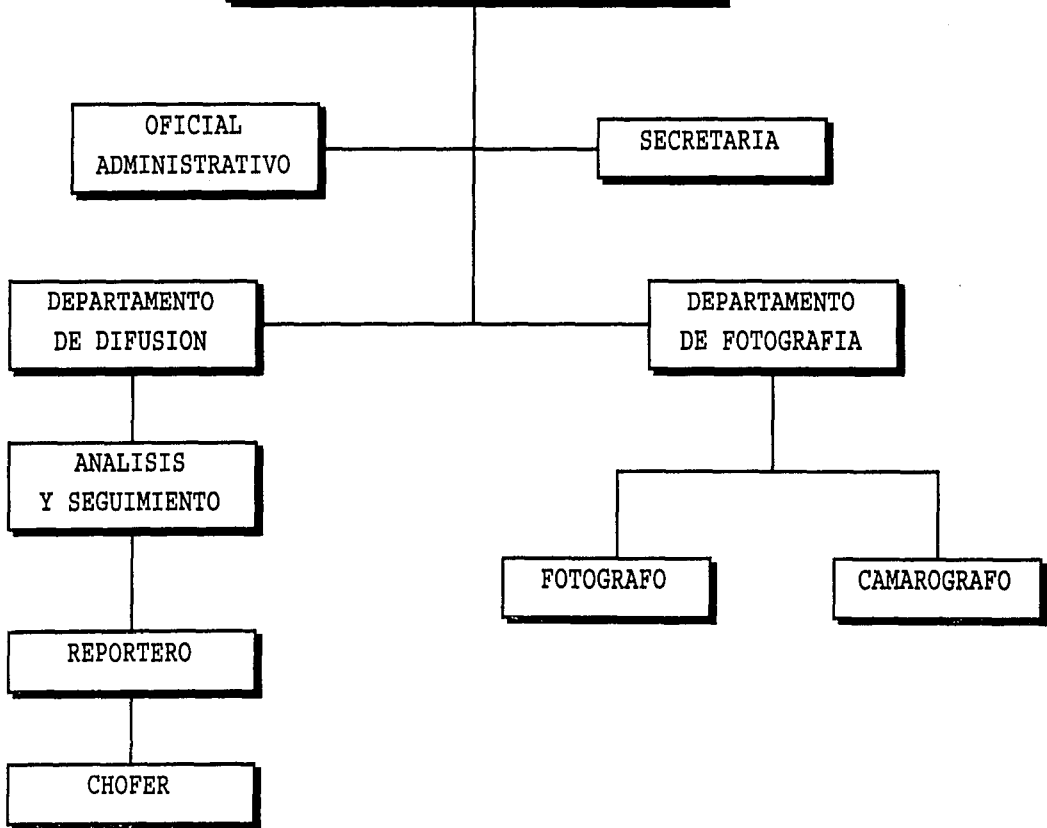 OFICIAL
ADMINISTRATIVO
SECRETARIA
DEPARTAMENTO
DE DIFUSION
DEPARTAMENTO
DE FOTOGRAFIA
ANALISIS
Y SEGUIMIENTO
FOTOGRAFO
CAMAROGRAFO
REPORTERO
CHOFER